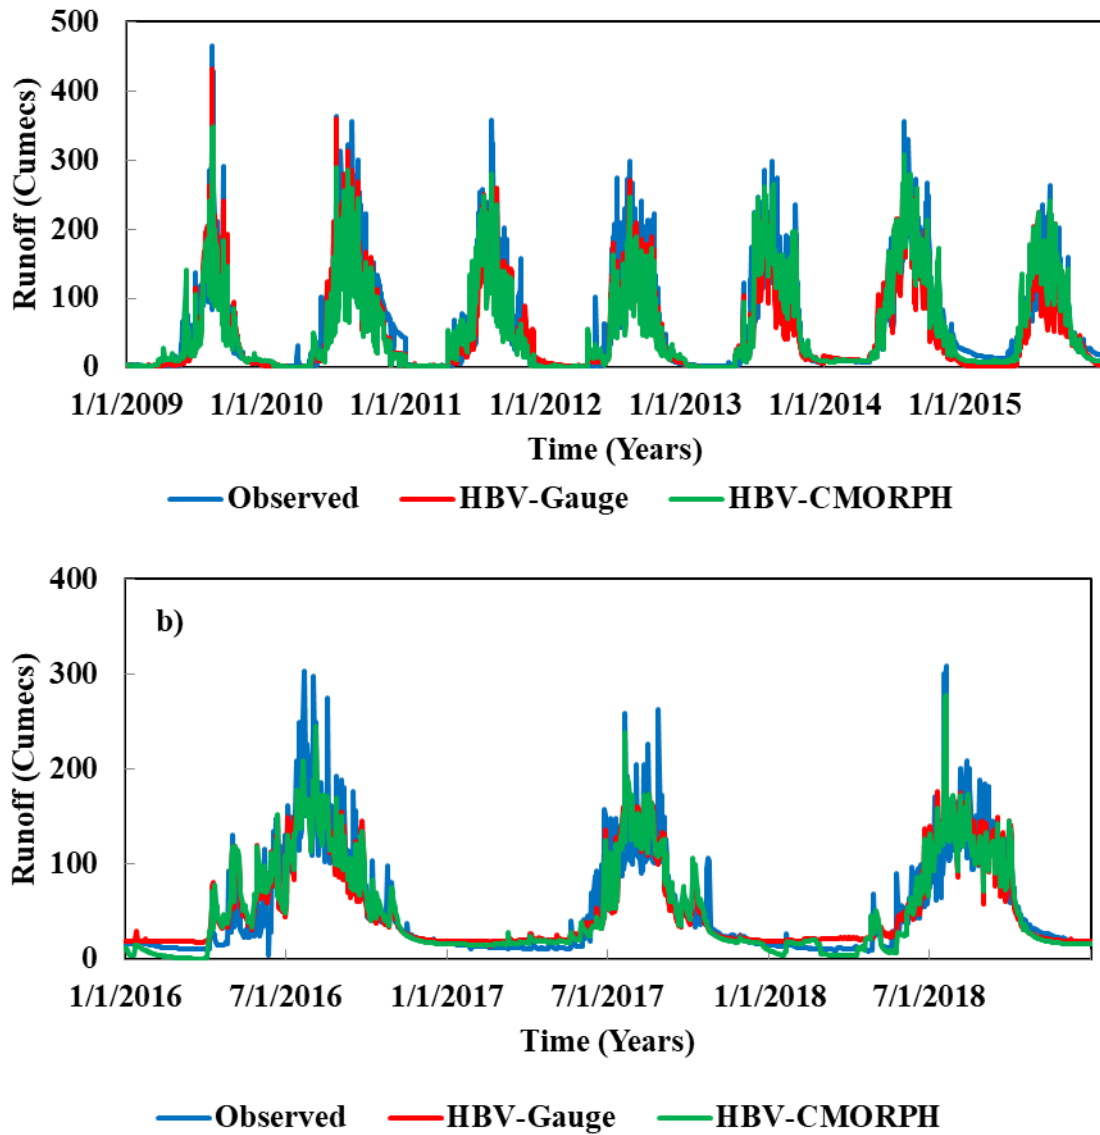 500
400
300
200
100
0
Runoff (Cumecs)
1/1/2009 1/1/2010 1/1/2011 1/1/2012 1/1/2013 1/1/2014 1/1/2015
Time (Years)
Observed HBV-Gauge HBV-CMORPH
400
300
200
100
0
Runoff (Cumecs)
b)
1/1/2016 7/1/2016 1/1/2017 7/1/2017 1/1/2018 7/1/2018
Time (Years)
Observed HBV-Gauge HBV-CMORPH